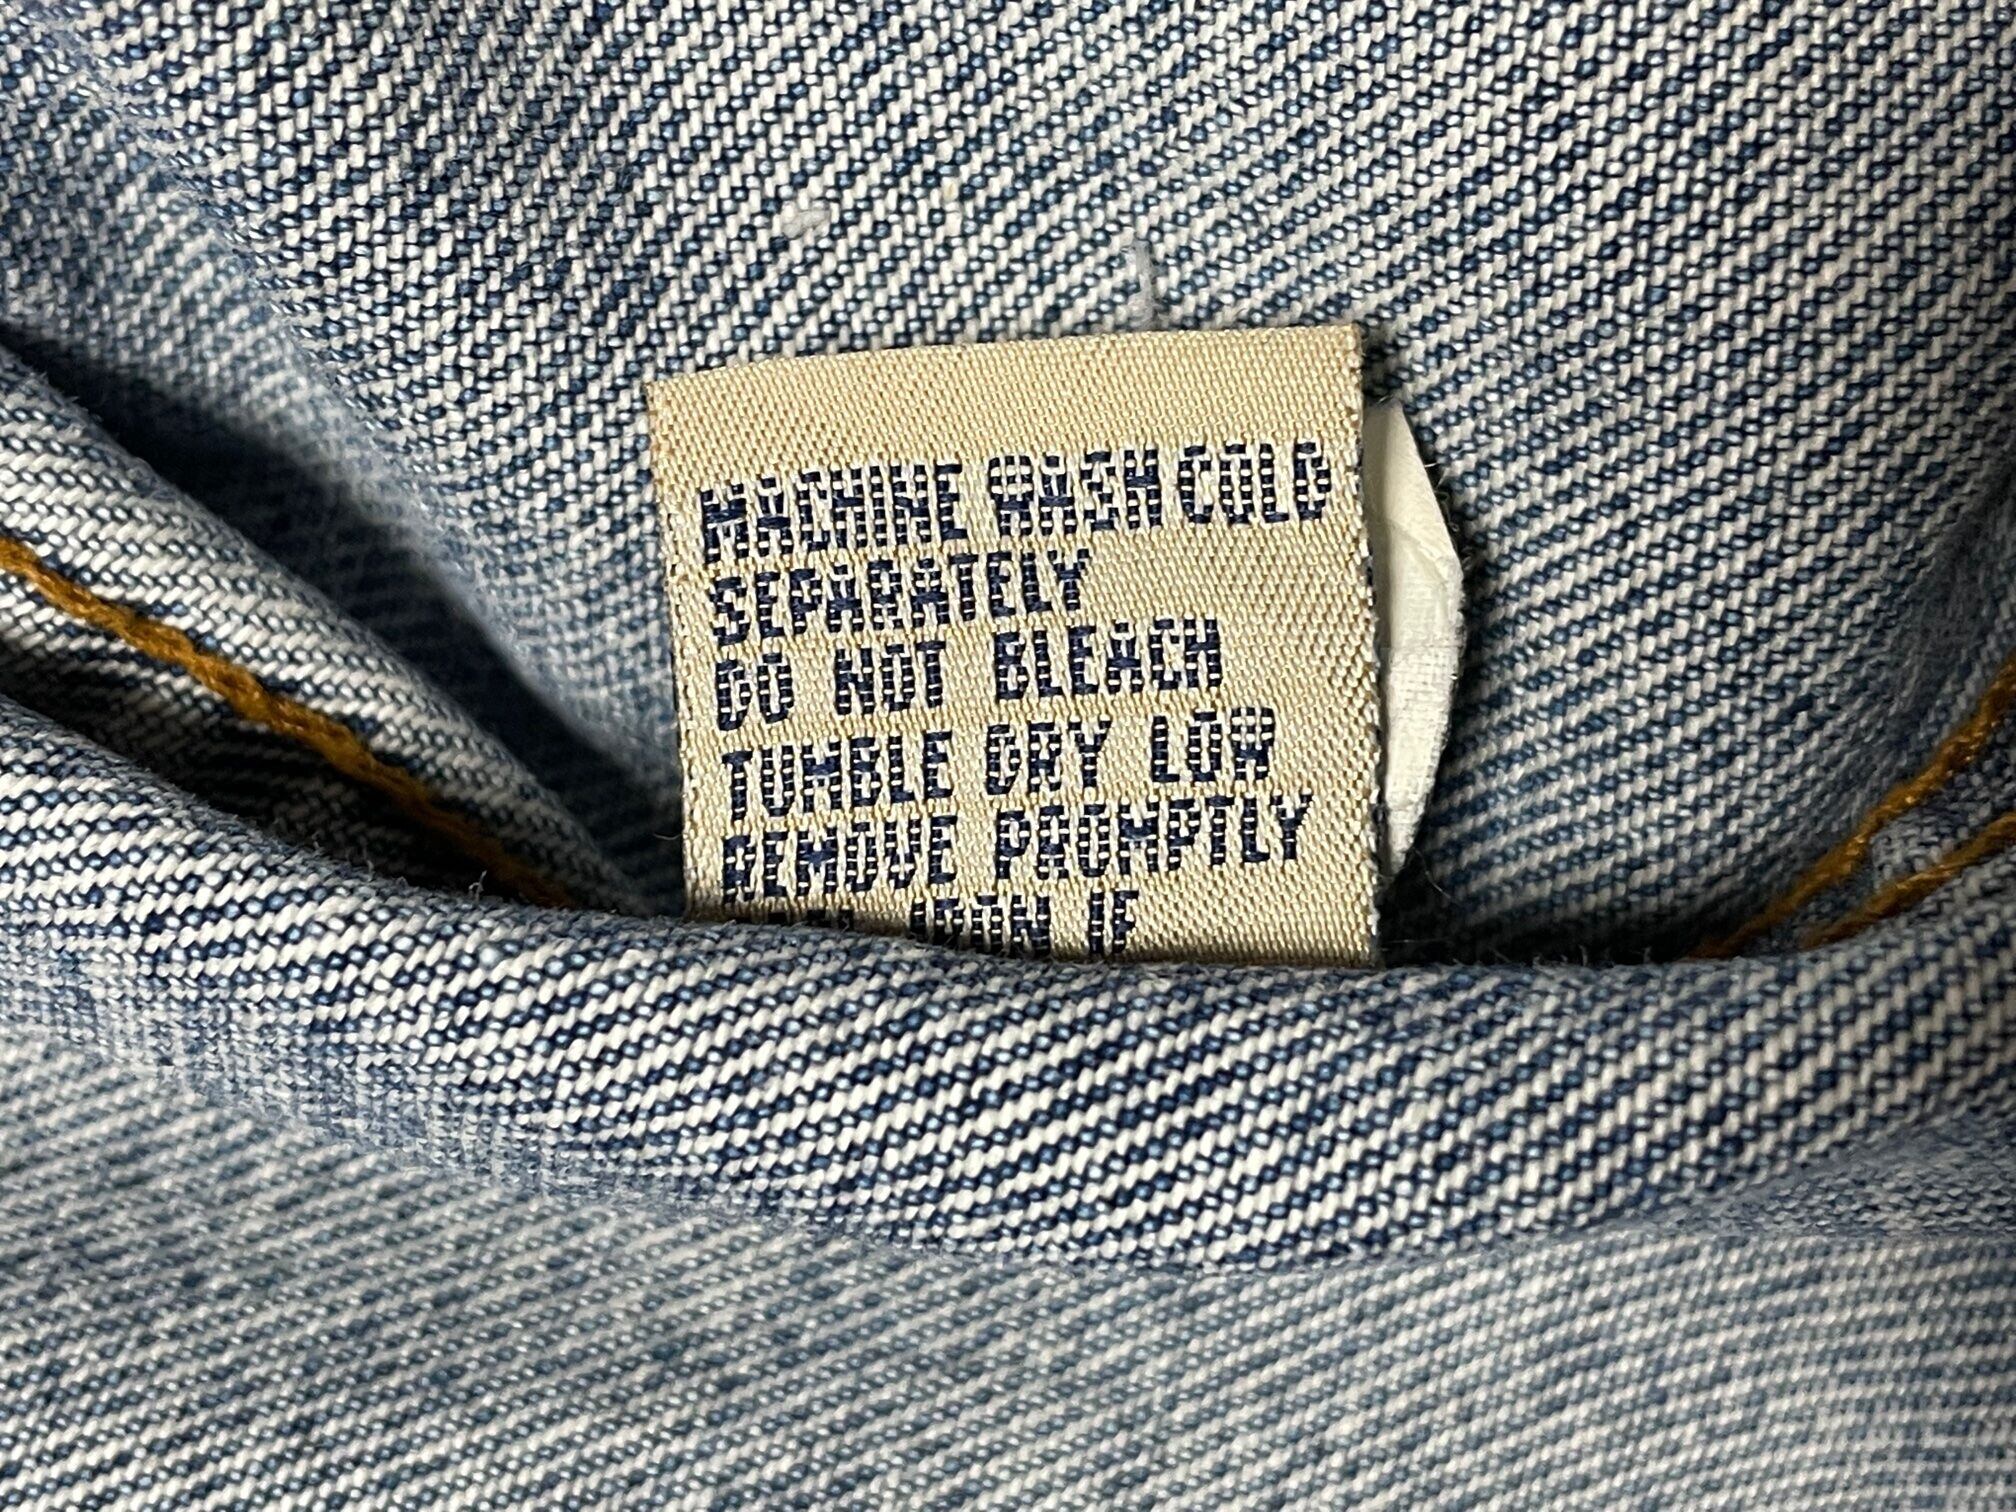 MACHINE WASH COLD
SEPARATELY
DO NOT BLEACH
TUMBLE DRY LOW
REMOVE PROMPTLY
IRON IF